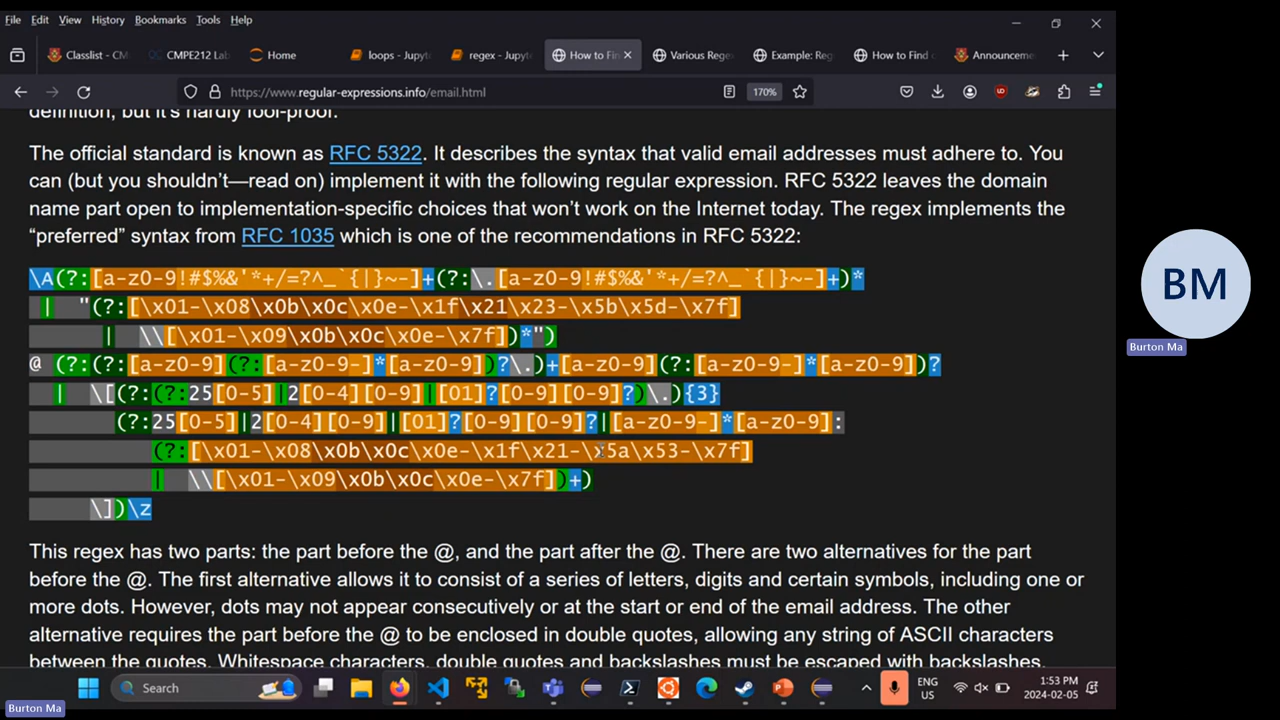 File Edit View History Bookmarks Tools Help
Classlist - CM CMPE212 Lab Home loops - Jupyt regex - Jupyt How to Fi Various Rege Example: Reg How to Find o Announceme
https://www.regular-expressions.info/email.html 170%
definition, but it's hardly fool-proof.
The official standard is known as RFC 5322. It describes the syntax that valid email addresses must adhere to. You
can (but you shouldn't—read on) implement it with the following regular expression. RFC 5322 leaves the domain
name part open to implementation-specific choices that won't work on the Internet today. The regex implements the
"preferred" syntax from RFC 1035 which is one of the recommendations in RFC 5322:
\A(?:[a-z0-9!#$%&'*+/=?^_`{|}~-]+(?:\.[a-z0-9!#$%&'*+/=?^_`{|}~-]+)*
| "(?:[\x01-\x08\x0b\x0c\x0e-\x1f\x21\x23-\x5b\x5d-\x7f]
| \\[\x01-\x09\x0b\x0c\x0e-\x7f])*")
@ (?:(?:[a-z0-9](?:[a-z0-9-]*[a-z0-9])?\.)+[a-z0-9](?:[a-z0-9-]*[a-z0-9])?
| \[(?:(?:25[0-5]|2[0-4][0-9]|[01]?[0-9][0-9]?)\.){3}
(?:25[0-5]|2[0-4][0-9]|[01]?[0-9][0-9]?|[a-z0-9-]*[a-z0-9]:
(?:[\x01-\x08\x0b\x0c\x0e-\x1f\x21-\x5a\x53-\x7f]
| \\[\x01-\x09\x0b\x0c\x0e-\x7f])+)
\])\z
This regex has two parts: the part before the @, and the part after the @. There are two alternatives for the part
before the @. The first alternative allows it to consist of a series of letters, digits and certain symbols, including one or
more dots. However, dots may not appear consecutively or at the start or end of the email address. The other
alternative requires the part before the @ to be enclosed in double quotes, allowing any string of ASCII characters
between the quotes. Whitespace characters, double quotes and backslashes must be escaped with backslashes.
BM
Burton Ma
Search
ENG
US
1:53 PM
2024-02-05
Burton Ma